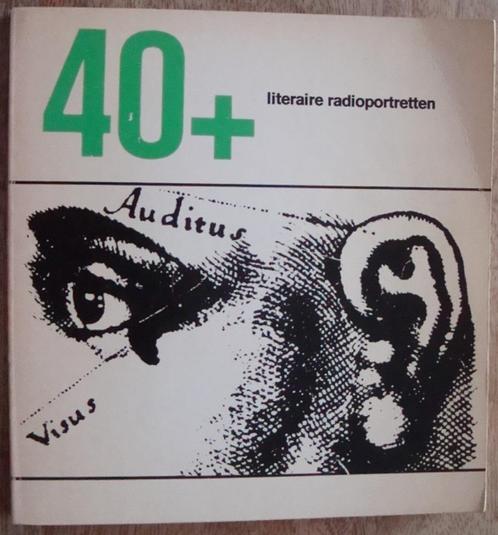 40+
literaire radioportretten
Auditus
Visus